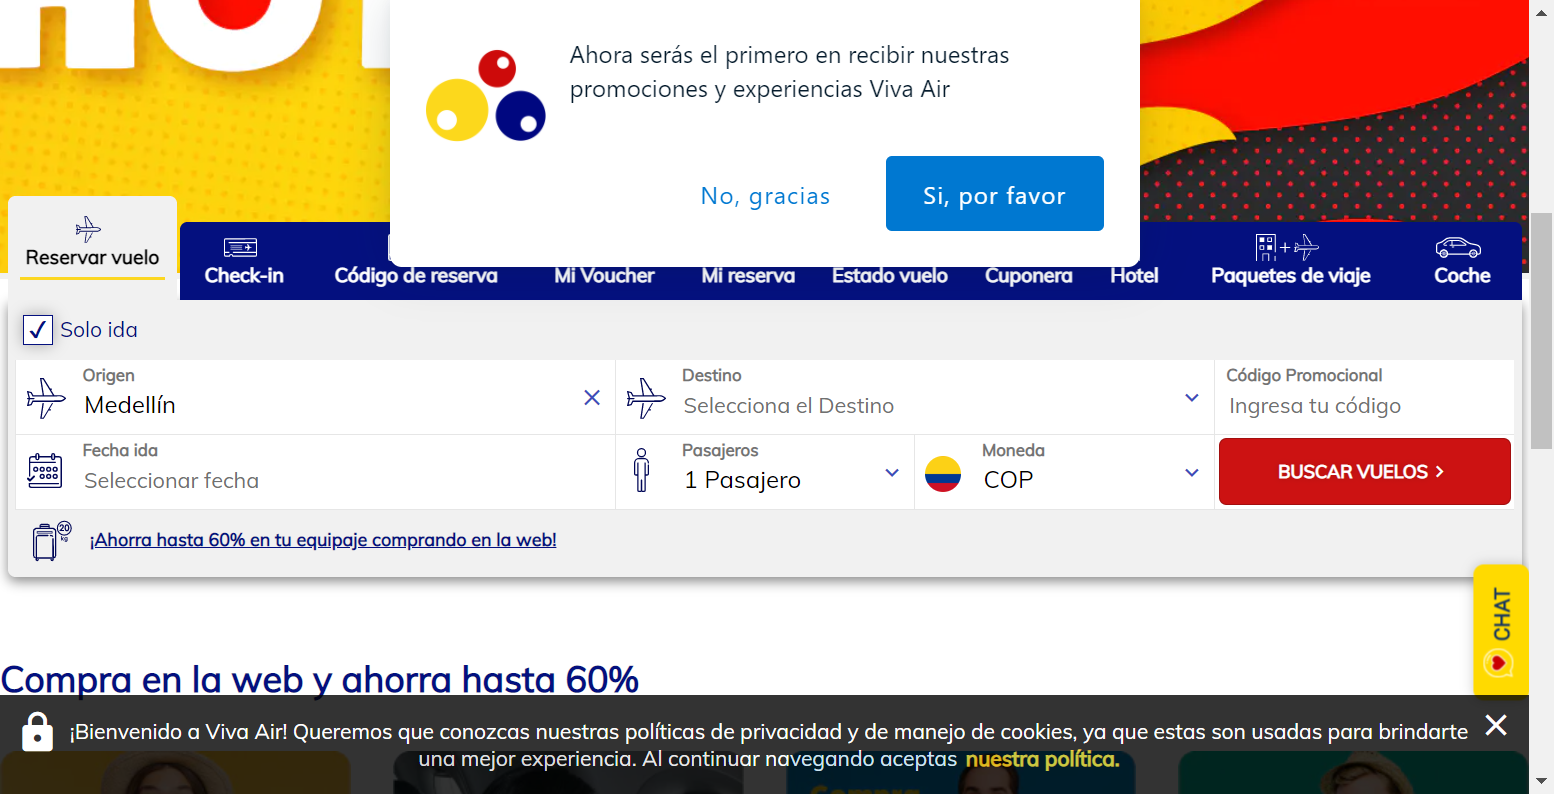 HO
Ahora serás el primero en recibir nuestras
promociones y experiencias Viva Air
No, gracias
Si, por favor
Reservar vuelo
Check-in
Código de reserva
Mi Voucher
Mi reserva
Estado vuelo
Cuponera
Hotel
Paquetes de viaje
Coche
Solo ida
Origen
Medellín
Destino
Selecciona el Destino
Código Promocional
Ingresa tu código
Fecha ida
Seleccionar fecha
Pasajeros
1 Pasajero
Moneda
COP
BUSCAR VUELOS
20
kg
¡Ahorra hasta 60% en tu equipaje comprando en la web!
CHAT
Compra en la web y ahorra hasta 60%
¡Bienvenido a Viva Air! Queremos que conozcas nuestras políticas de privacidad y de manejo de cookies, ya que estas son usadas para brindarte
una mejor experiencia. Al continuar navegando aceptas nuestra política.
Compra